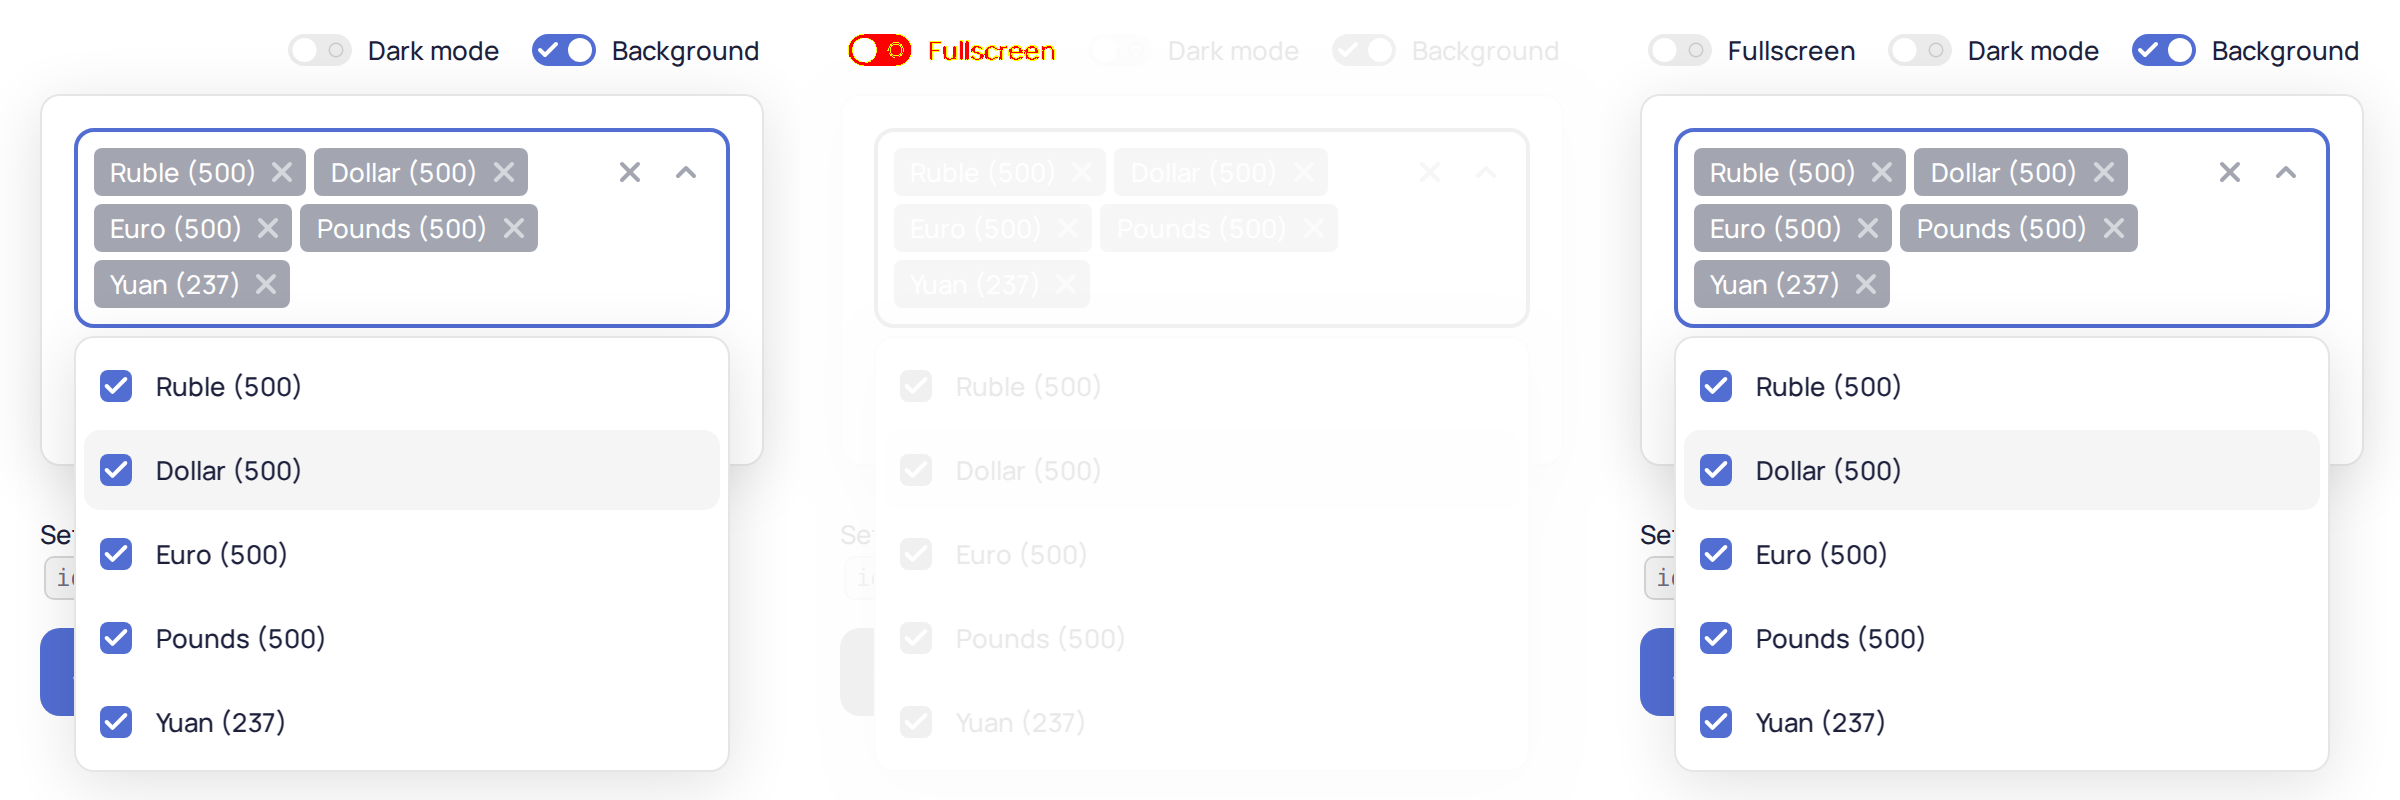 Dark mode Background
Ruble (500) Dollar (500)
Euro (500) Pounds (500)
Yuan (237)
Ruble (500)
Dollar (500)
Euro (500)
Pounds (500)
Yuan (237)
Fullscreen Dark mode Background
Ruble (500) Dollar (500)
Euro (500) Pounds (500)
Yuan (237)
Ruble (500)
Dollar (500)
Euro (500)
Pounds (500)
Yuan (237)
Fullscreen Dark mode Background
Ruble (500) Dollar (500)
Euro (500) Pounds (500)
Yuan (237)
Ruble (500)
Dollar (500)
Euro (500)
Pounds (500)
Yuan (237)